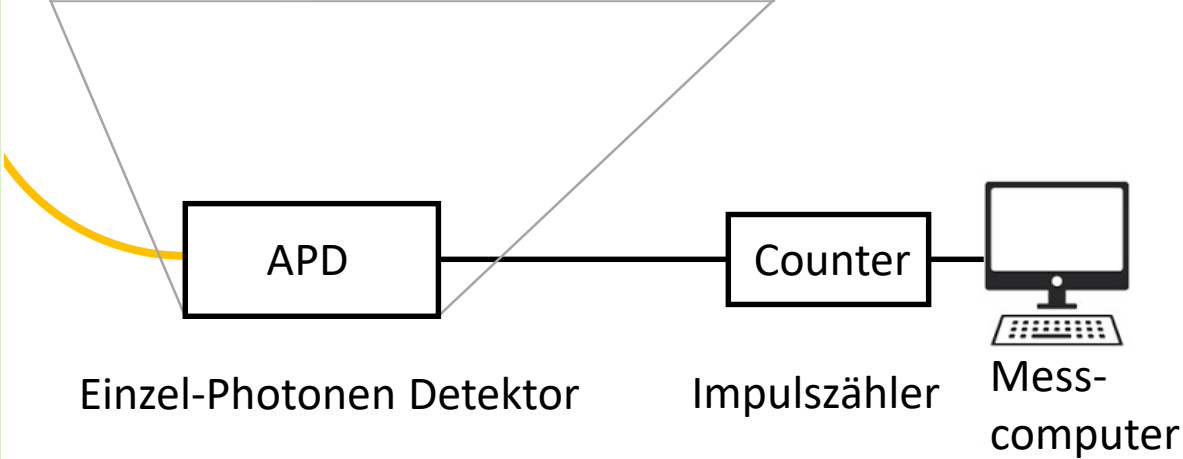 APD
Counter
Einzel-Photonen Detektor
Impulszähler
Mess-
computer